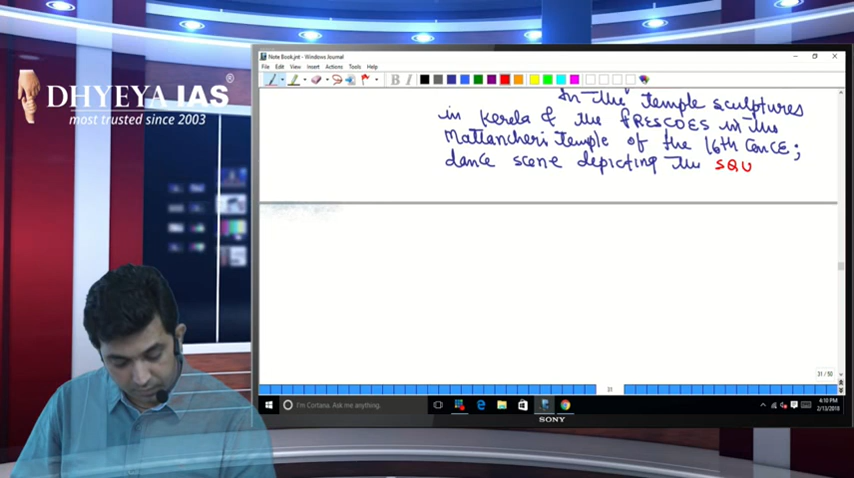 DHYEYA IAS®
most trusted since 2003
Note Book.jnt - Windows Journal
File Edit View Insert Actions Tools Help
B I
In the temple sculptures
in Kerela & the fRESCOES in the
Mattancheri temple of the 16th CenCE;
dance scene depicting the SQU
31 / 50
31
I'm Cortana. Ask me anything.
4:10 PM
2/13/2018
SONY